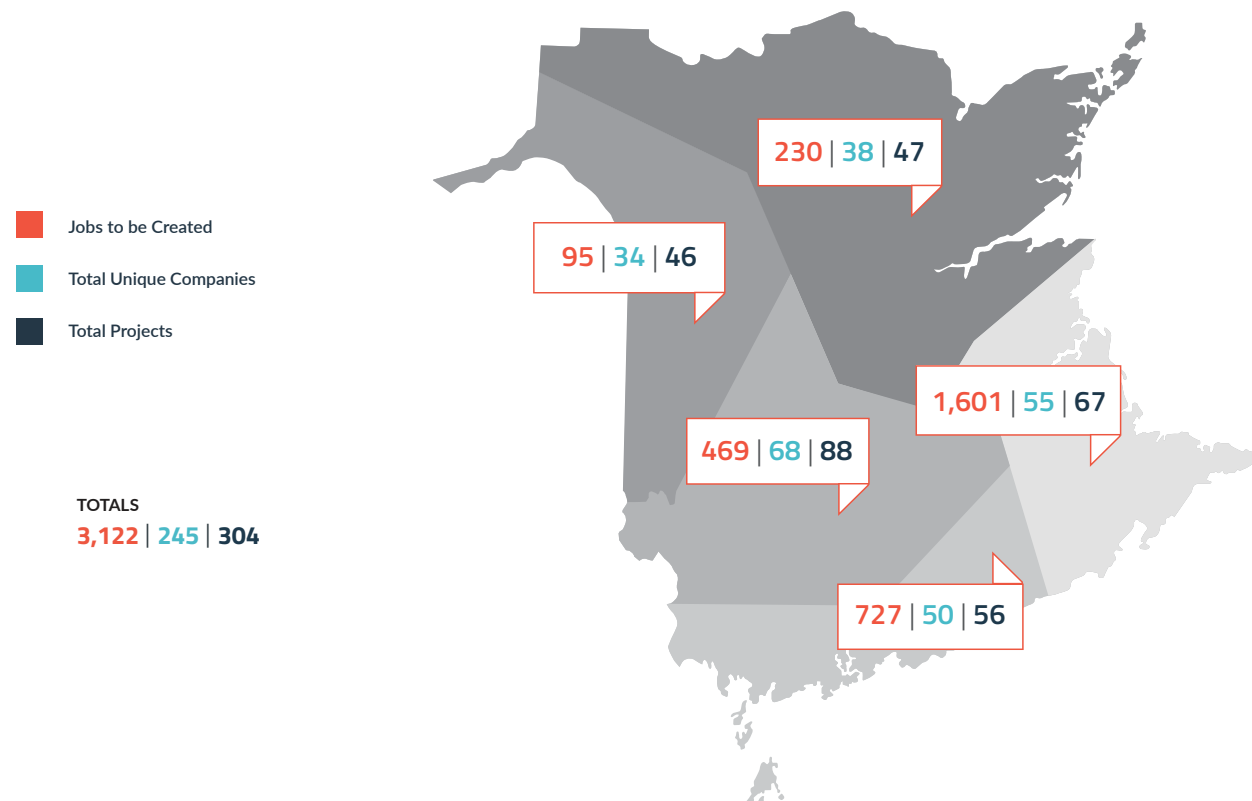 230 | 38 | 47
Jobs to be Created
95 | 34 | 46
Total Unique Companies
Total Projects
1,601 | 55 | 67
469 | 68 | 88
TOTALS
3,122 | 245 | 304
727 | 50 | 56